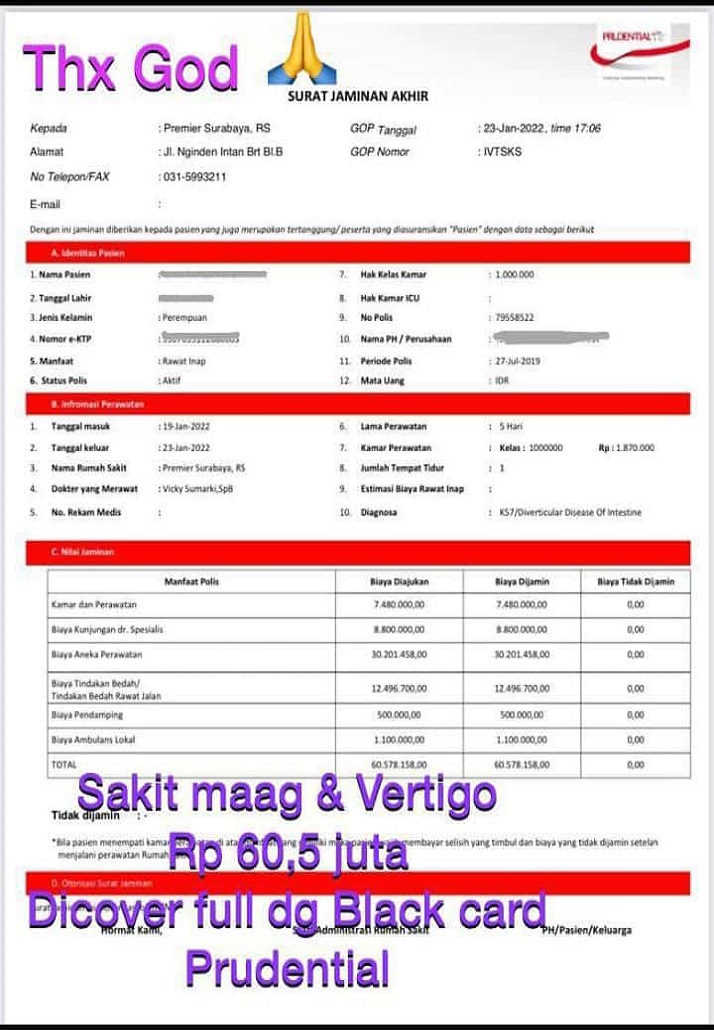 Thx God
PRUDENTIAL
SURAT JAMINAN AKHIR
Kepada : Premier Surabaya, RS GOP Tanggal : 23-Jan-2022, time 17:06
Alamat : Jl. Nginden Intan Brt Bl.B GOP Nomor : IVTSKS
No Telepon/FAX : 031-5993211
E-mail :
Dengan ini jaminan diberikan kepada pasien yang juga merupakan tertanggung/ peserta yang diasuransikan "Pasien" dengan data sebagai berikut
A. Identitas Pasien
1. Nama Pasien 7. Hak Kelas Kamar : 1.000.000
2. Tanggal Lahir 8. Hak Kamar ICU :
3. Jenis Kelamin : Perempuan 9. No Polis : 79558522
4. Nomor e-KTP : 10. Nama PH / Perusahaan :
5. Manfaat : Rawat Inap 11. Periode Polis : 27-Jul-2019
6. Status Polis : Aktif 12. Mata Uang : IDR
B. Infromasi Perawatan
1. Tanggal masuk : 19-Jan-2022 6. Lama Perawatan : 5 Hari
2. Tanggal keluar : 23-Jan-2022 7. Kamar Perawatan : Kelas : 1000000 Rp : 1.870.000
3. Nama Rumah Sakit : Premier Surabaya, RS 8. Jumlah Tempat Tidur : 1
4. Dokter yang Merawat : Vicky Sumarki,SpB 9. Estimasi Biaya Rawat Inap :
5. No. Rekam Medis : 10. Diagnosa : K57/Diverticular Disease Of Intestine
C. Nilai Jaminan
Manfaat Polis Biaya Diajukan Biaya Dijamin Biaya Tidak Dijamin
Kamar dan Perawatan 7.480.000,00 7.480.000,00 0,00
Biaya Kunjungan dr. Spesialis 8.800.000,00 8.800.000,00 0,00
Biaya Aneka Perawatan 30.201.458,00 30.201.458,00 0,00
Biaya Tindakan Bedah/
Tindakan Bedah Rawat Jalan 12.496.700,00 12.496.700,00 0,00
Biaya Pendamping 500.000,00 500.000,00 0,00
Biaya Ambulans Lokal 1.100.000,00 1.100.000,00 0,00
TOTAL 60.578.158,00 60.578.158,00 0,00
Sakit maag & Vertigo
Tidak dijamin : -
*Bila pasien menempati kamar membayar selisih yang timbul dan biaya yang tidak dijamin setelan
Rp 60,5 juta
menjalani perawatan Rumah
D. Otorisasi Surat Jaminan
Dicover full dg Black card
Hormat Kami, Administrasi Rumah Sakit PH/Pasien/Keluarga
Prudential